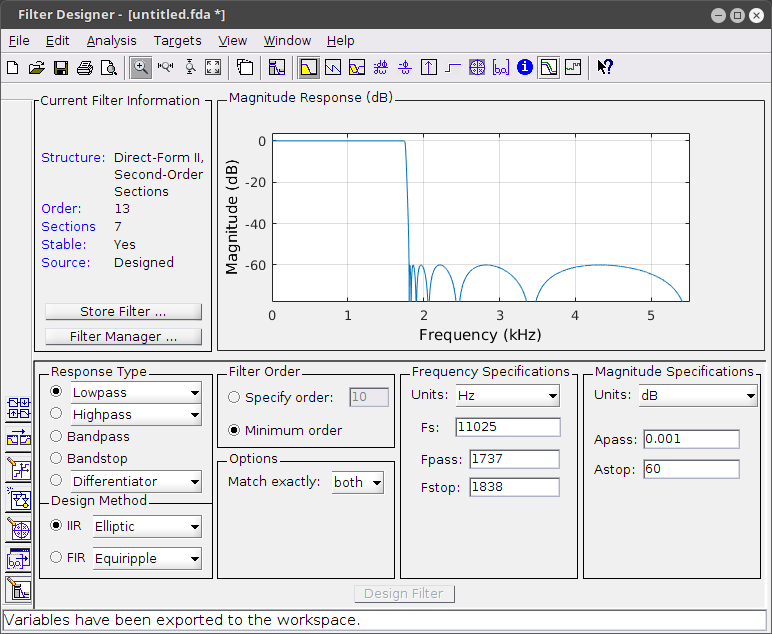 Filter Designer - [untitled.fda *]
File Edit Analysis Targets View Window Help
Current Filter Information
Structure: Direct-Form II,
Second-Order
Sections
Order: 13
Sections 7
Stable: Yes
Source: Designed
Store Filter ...
Filter Manager ...
Magnitude Response (dB)
0
-20
-40
-60
Magnitude (dB)
0 1 2 3 4 5
Frequency (kHz)
Response Type
Lowpass
Highpass
Bandpass
Bandstop
Differentiator
Design Method
IIR Elliptic
FIR Equiripple
Filter Order
Specify order: 10
Minimum order
Options
Match exactly: both
Frequency Specifications
Units: Hz
Fs: 11025
Fpass: 1737
Fstop: 1838
Magnitude Specifications
Units: dB
Apass: 0.001
Astop: 60
Design Filter
Variables have been exported to the workspace.